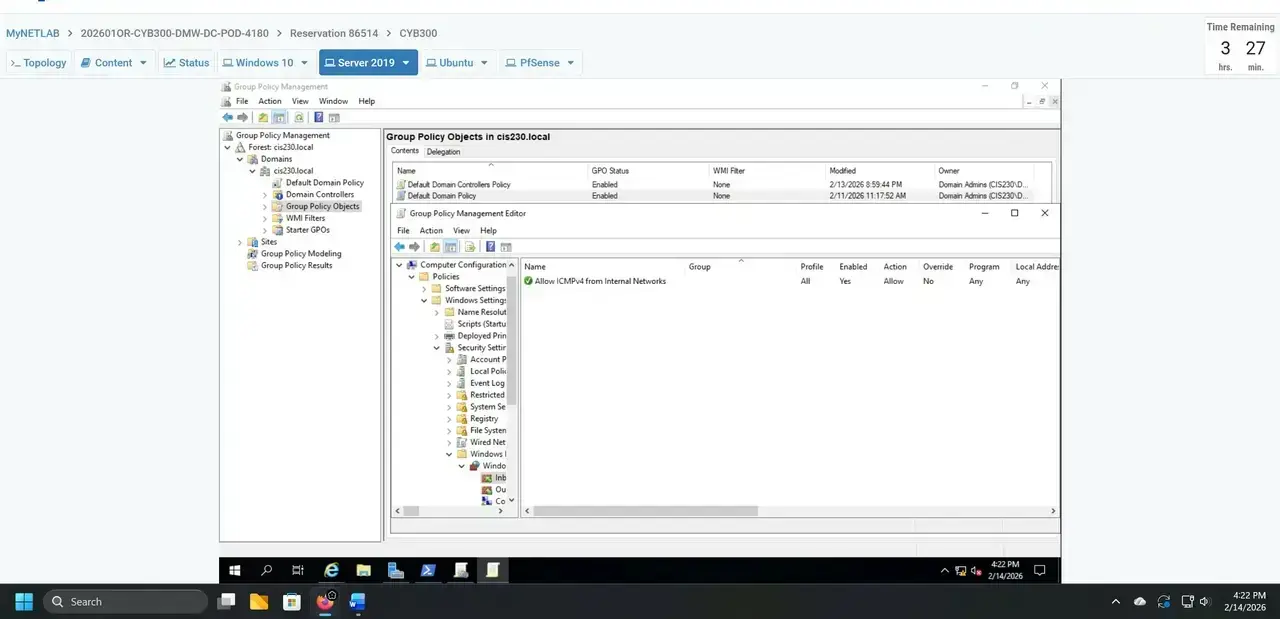 Time Remaining
MyNETLAB > 202601OR-CYB300-DMW-DC-POD-4180 > Reservation 86514 > CYB300
3 27
hrs. min.
>_ Topology Content Status Windows 10 Server 2019 Ubuntu PfSense
Group Policy Management
File Action View Window Help
Group Policy Management
Forest: cis230.local
Domains
cis230.local
Default Domain Policy
Domain Controllers
Group Policy Objects
WMI Filters
Starter GPOs
Sites
Group Policy Modeling
Group Policy Results
Group Policy Objects in cis230.local
Contents Delegation
Name GPO Status WMI Filter Modified Owner
Default Domain Controllers Policy Enabled None 2/13/2026 8:59:44 PM Domain Admins (CIS230\D...
Default Domain Policy Enabled None 2/11/2026 11:17:52 AM Domain Admins (CIS230\D...
Group Policy Management Editor
File Action View Help
Computer Configuration
Policies
Software Settings
Windows Settings
Name Resolut
Scripts (Startu
Deployed Prin
Security Settin
Account P
Local Polic
Event Log
Restricted
System Se
Registry
File System
Wired Net
Windows I
Windo
Inb
Ou
Co
Name Group Profile Enabled Action Override Program Local Addre
Allow ICMPv4 from Internal Networks All Yes Allow No Any Any
4:22 PM
2/14/2026
Search
4:22 PM
2/14/2026